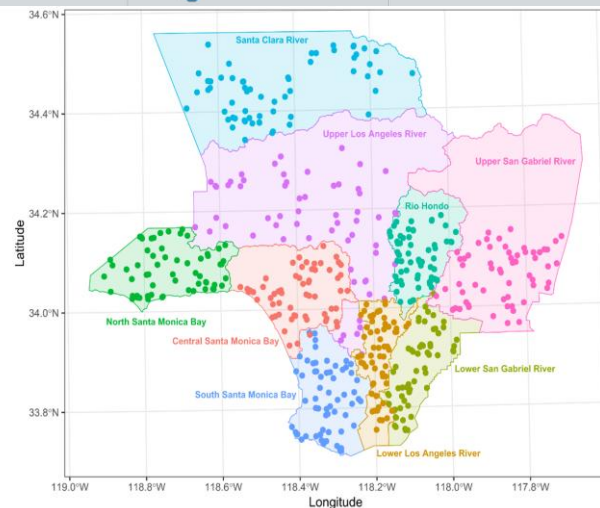 34.6°N
Santa Clara River
34.4°N
Upper Los Angeles River
Upper San Gabriel River
34.2°N
Rio Hondo
Latitude
34.0°N
North Santa Monica Bay
Central Santa Monica Bay
Lower San Gabriel River
South Santa Monica Bay
33.8°N
Lower Los Angeles River
119.0°W 118.8°W 118.6°W 118.4°W 118.2°W 118.0°W 117.8°W
Longitude